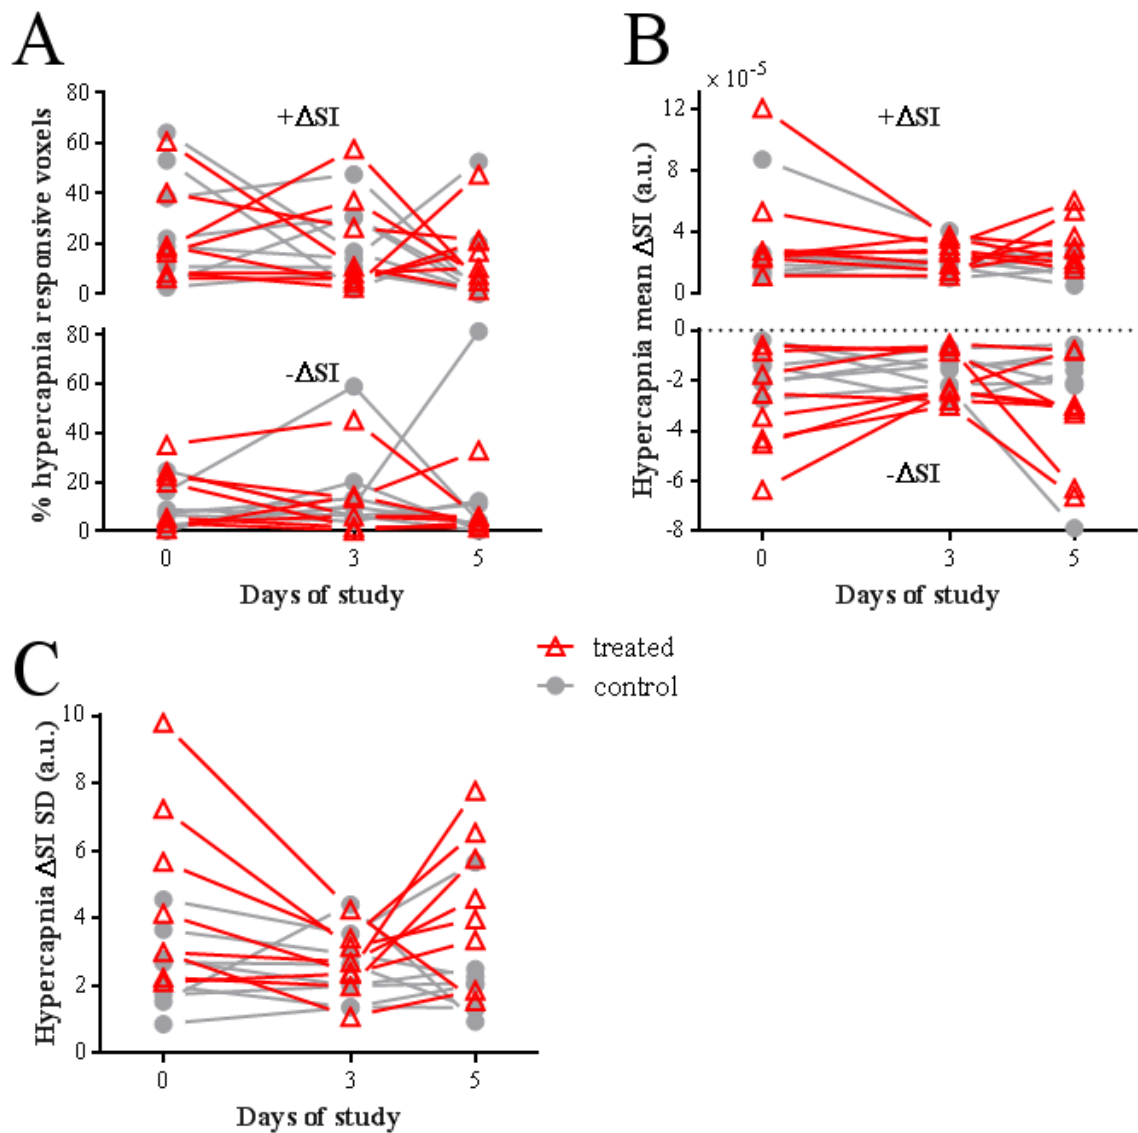 A
% hypercapnia responsive voxels
80
60
40
20
0
+ΔSI
80
60
40
20
0
-ΔSI
0 3 5
Days of study
B
Hypercapnia mean ΔSI (a.u.)
× 10⁻⁵
12
8
4
0
+ΔSI
0
-2
-4
-6
-8
-ΔSI
0 3 5
Days of study
treated
control
C
Hypercapnia ΔSI SD (a.u.)
10
8
6
4
2
0
0 3 5
Days of study